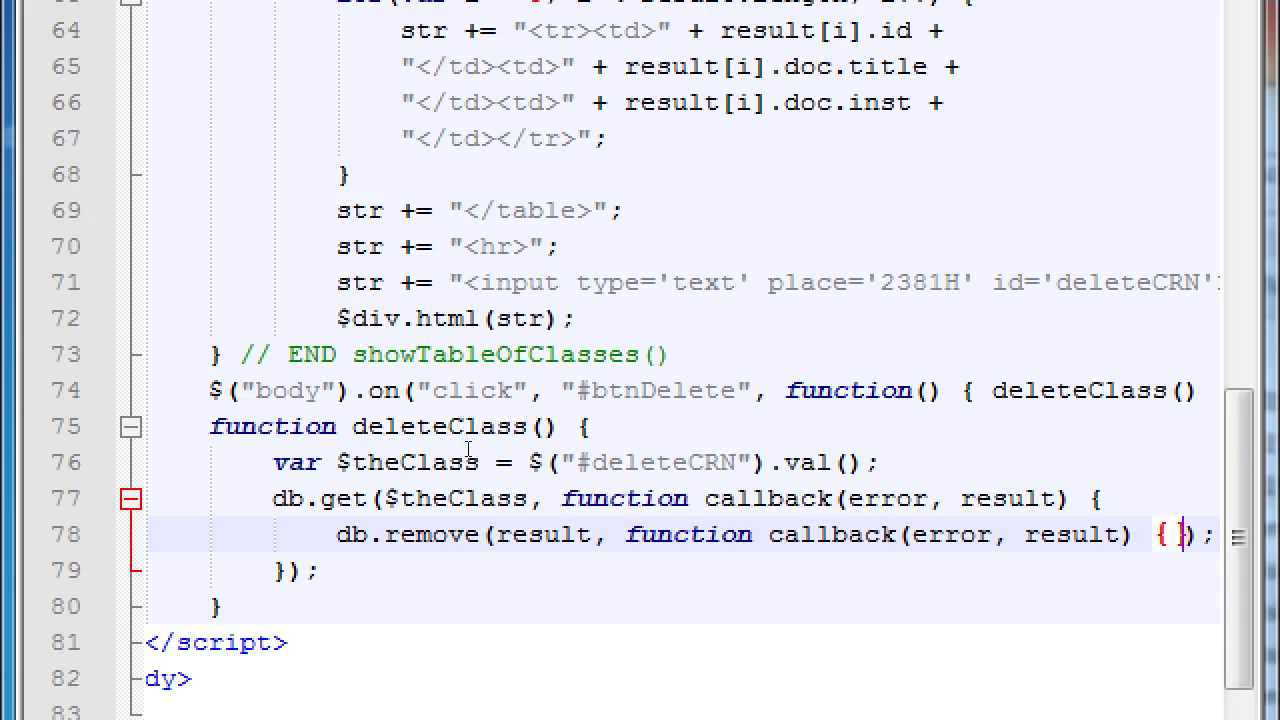 64 str += "<tr><td>" + result[i].id +
65 "</td><td>" + result[i].doc.title +
66 "</td><td>" + result[i].doc.inst +
67 "</td></tr>";
68 }
69 str += "</table>";
70 str += "<hr>";
71 str += "<input type='text' place='2381H' id='deleteCRN'
72 $div.html(str);
73 } // END showTableOfClasses()
74 $("body").on("click", "#btnDelete", function() { deleteClass()
75 function deleteClass() {
76 var $theClass = $("#deleteCRN").val();
77 db.get($theClass, function callback(error, result) {
78 db.remove(result, function callback(error, result) {});
79 });
80 }
81 </script>
82 dy>
83